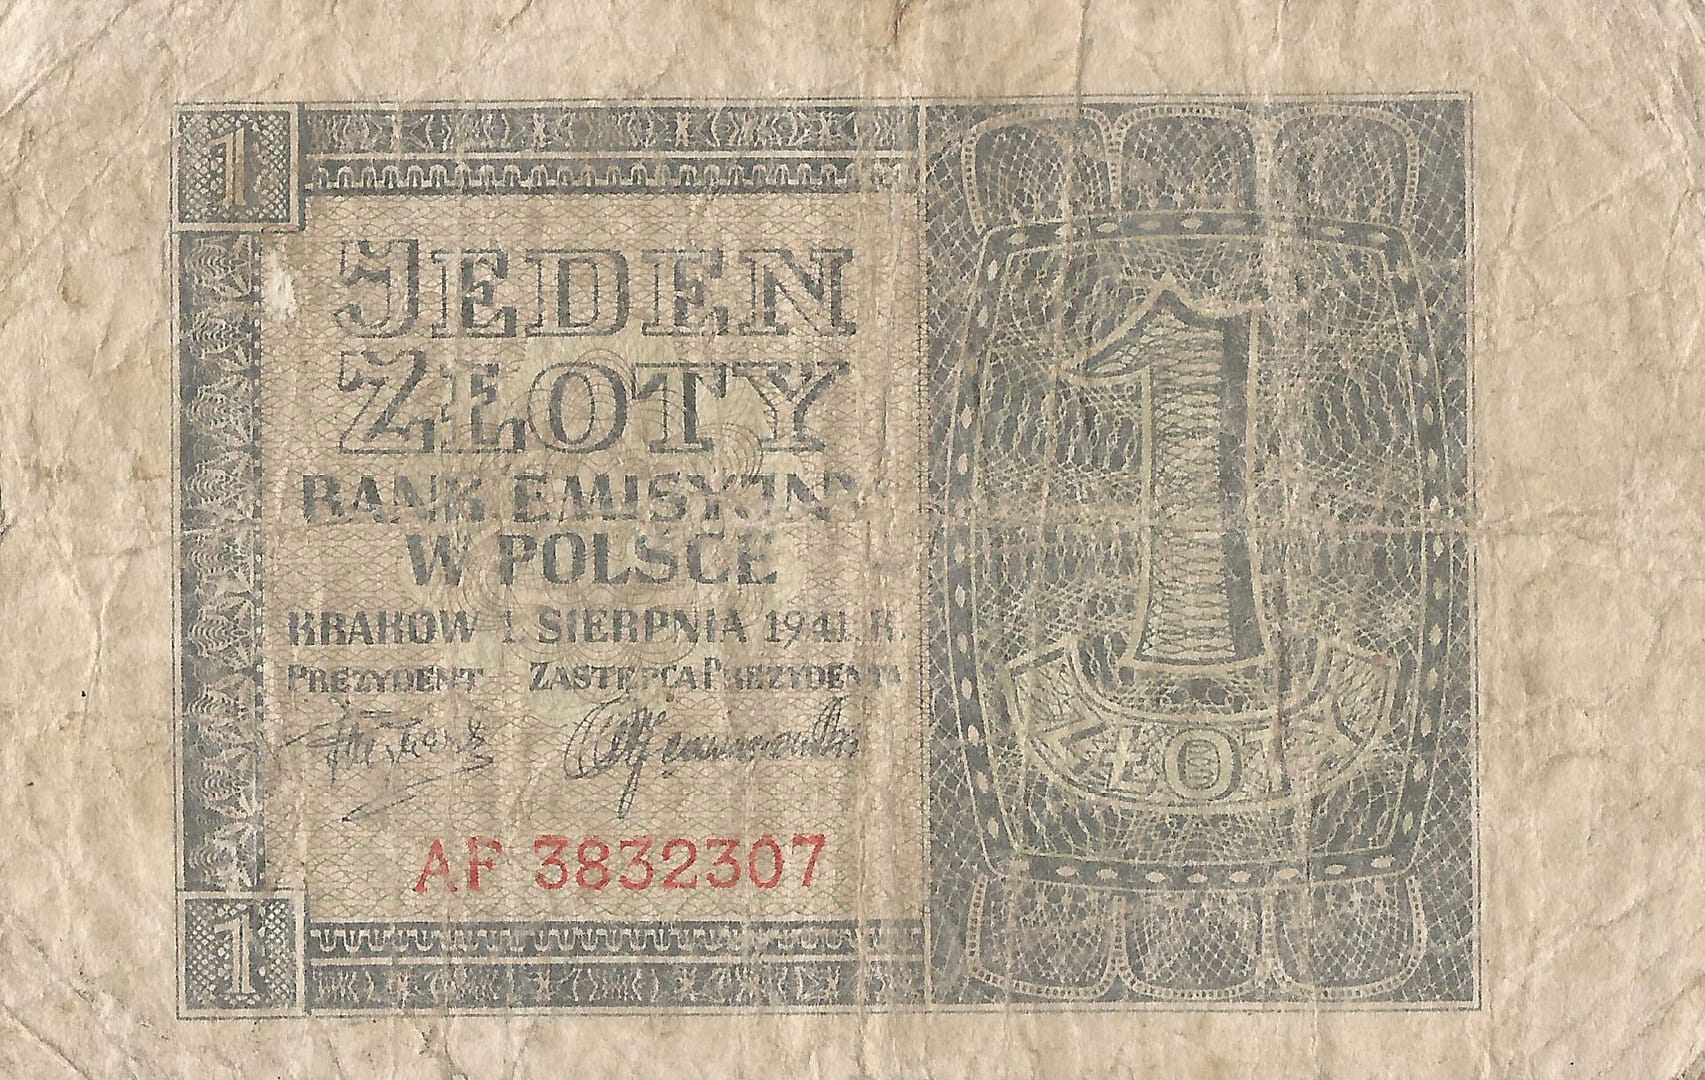 1
JEDEN
ZŁOTY
BANK EMISYJNY
W POLSCE
KRAKÓW 1 SIERPNIA 1941 R.
PREZYDENT ZASTĘPCA PREZYDENTA
AF 3832307
1
1
ZŁOTY